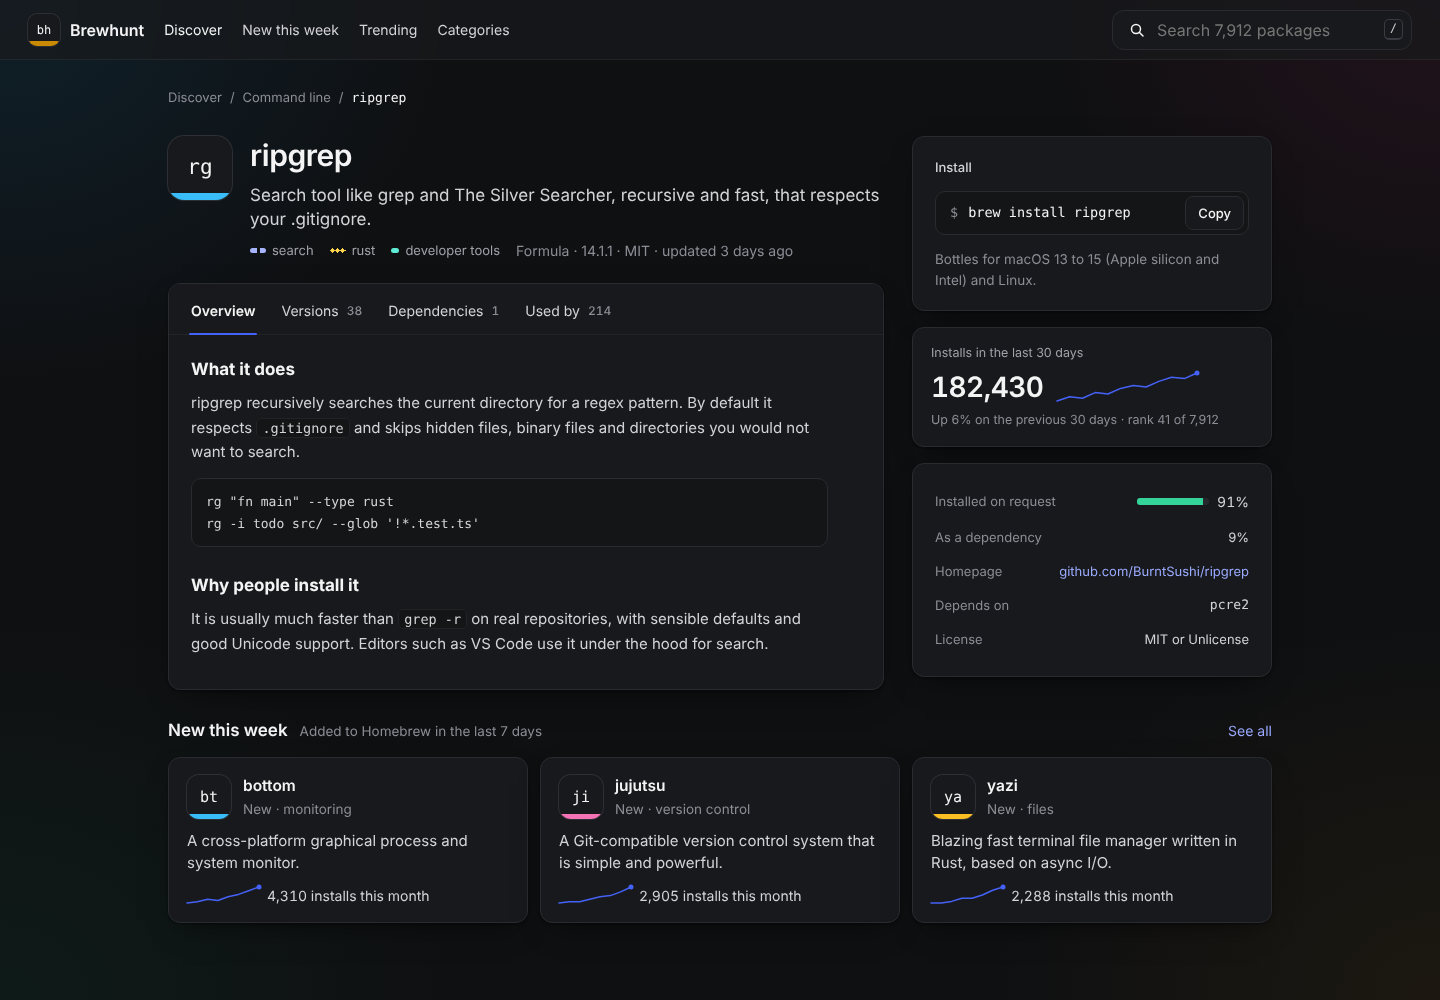 bh Brewhunt Discover New this week Trending Categories Search 7,912 packages /
Discover / Command line / ripgrep
rg
ripgrep
Search tool like grep and The Silver Searcher, recursive and fast, that respects
your .gitignore.
search rust developer tools Formula · 14.1.1 · MIT · updated 3 days ago
Install
$ brew install ripgrep Copy
Bottles for macOS 13 to 15 (Apple silicon and
Intel) and Linux.
Overview Versions 38 Dependencies 1 Used by 214
What it does
ripgrep recursively searches the current directory for a regex pattern. By default it
respects .gitignore and skips hidden files, binary files and directories you would not
want to search.
rg "fn main" --type rust
rg -i todo src/ --glob '!*.test.ts'
Why people install it
It is usually much faster than grep -r on real repositories, with sensible defaults and
good Unicode support. Editors such as VS Code use it under the hood for search.
Installs in the last 30 days
182,430
Up 6% on the previous 30 days · rank 41 of 7,912
Installed on request 91%
As a dependency 9%
Homepage github.com/BurntSushi/ripgrep
Depends on pcre2
License MIT or Unlicense
New this week Added to Homebrew in the last 7 days See all
bt
bottom
New · monitoring
A cross-platform graphical process and
system monitor.
4,310 installs this month
ji
jujutsu
New · version control
A Git-compatible version control system that
is simple and powerful.
2,905 installs this month
ya
yazi
New · files
Blazing fast terminal file manager written in
Rust, based on async I/O.
2,288 installs this month